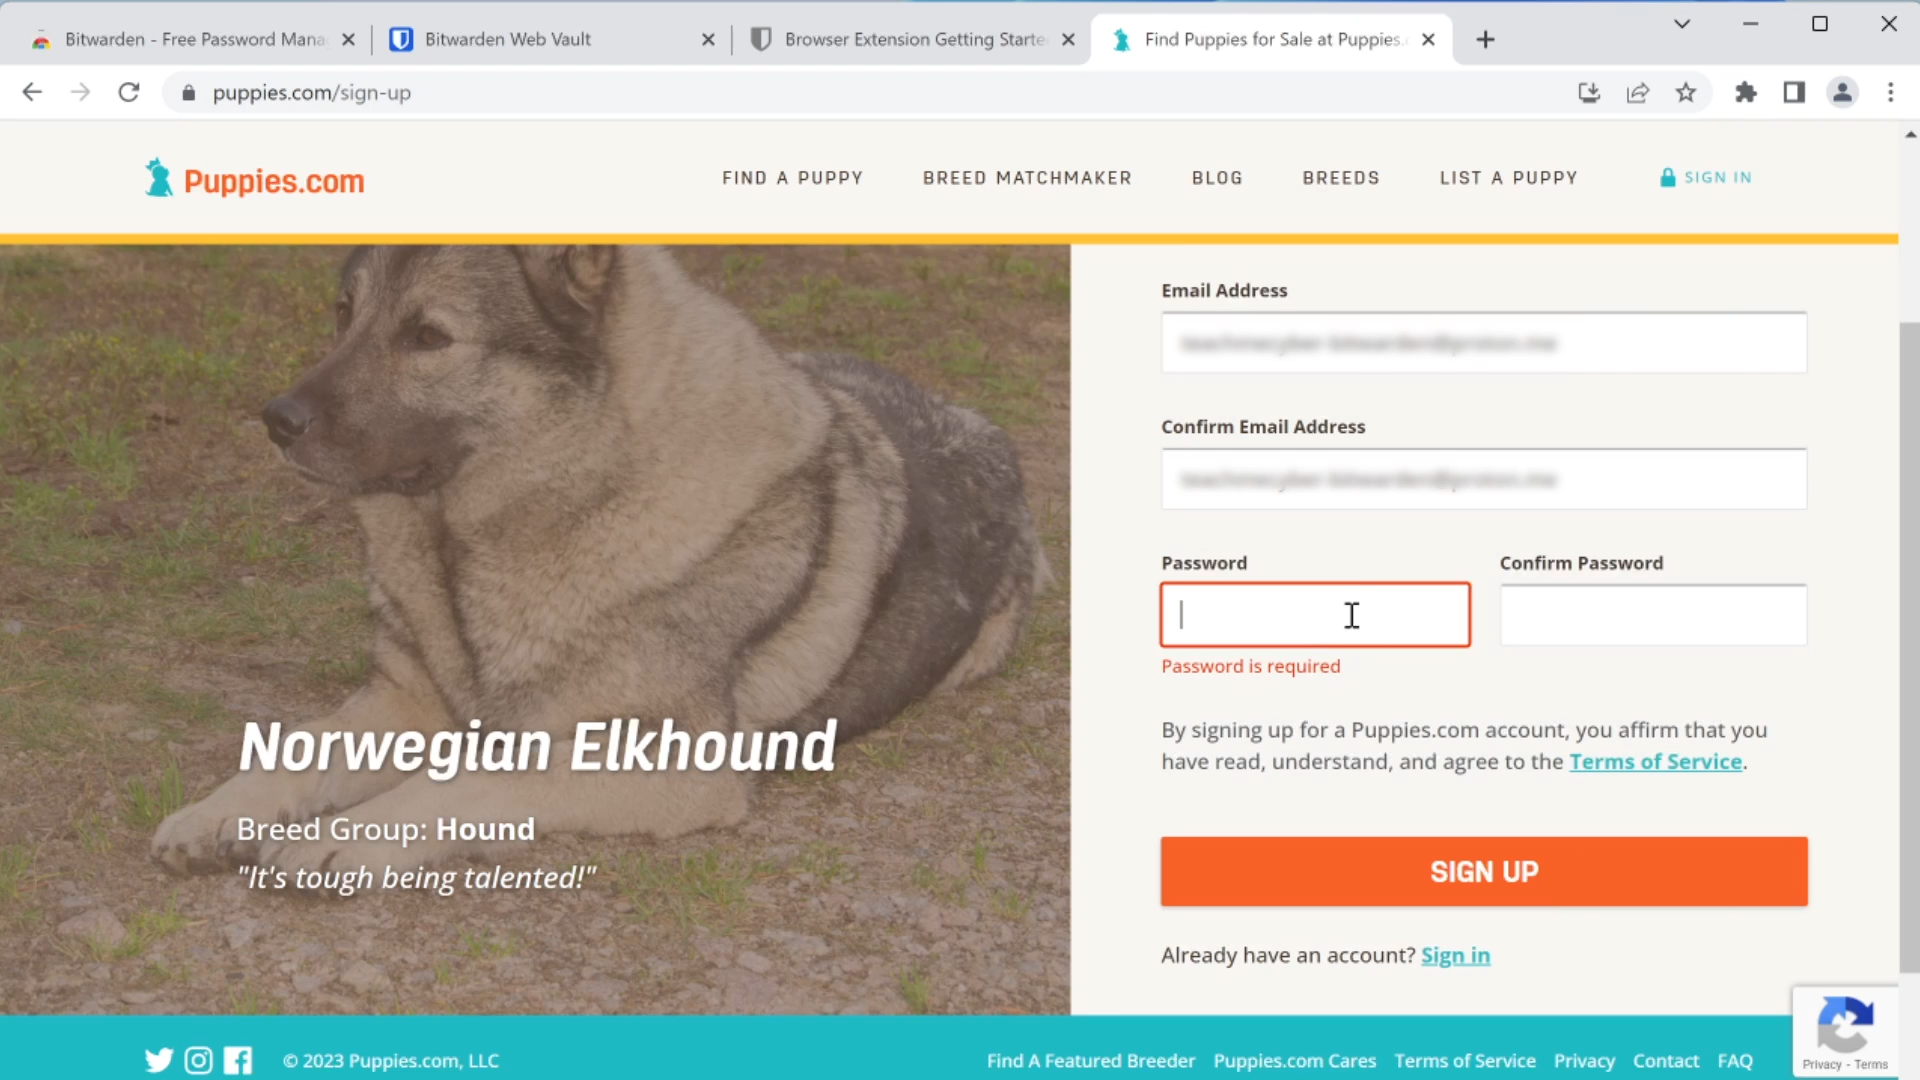 Bitwarden - Free Password Mana
Bitwarden Web Vault
Browser Extension Getting Starte
Find Puppies for Sale at Puppies.
puppies.com/sign-up
Puppies.com
FIND A PUPPY
BREED MATCHMAKER
BLOG
BREEDS
LIST A PUPPY
SIGN IN
Email Address
Confirm Email Address
Password
Confirm Password
Password is required
By signing up for a Puppies.com account, you affirm that you
have read, understand, and agree to the Terms of Service.
SIGN UP
Already have an account? Sign in
Norwegian Elkhound
Breed Group: Hound
"It's tough being talented!"
© 2023 Puppies.com, LLC
Find A Featured Breeder
Puppies.com Cares
Terms of Service
Privacy
Contact
FAQ
Privacy - Terms